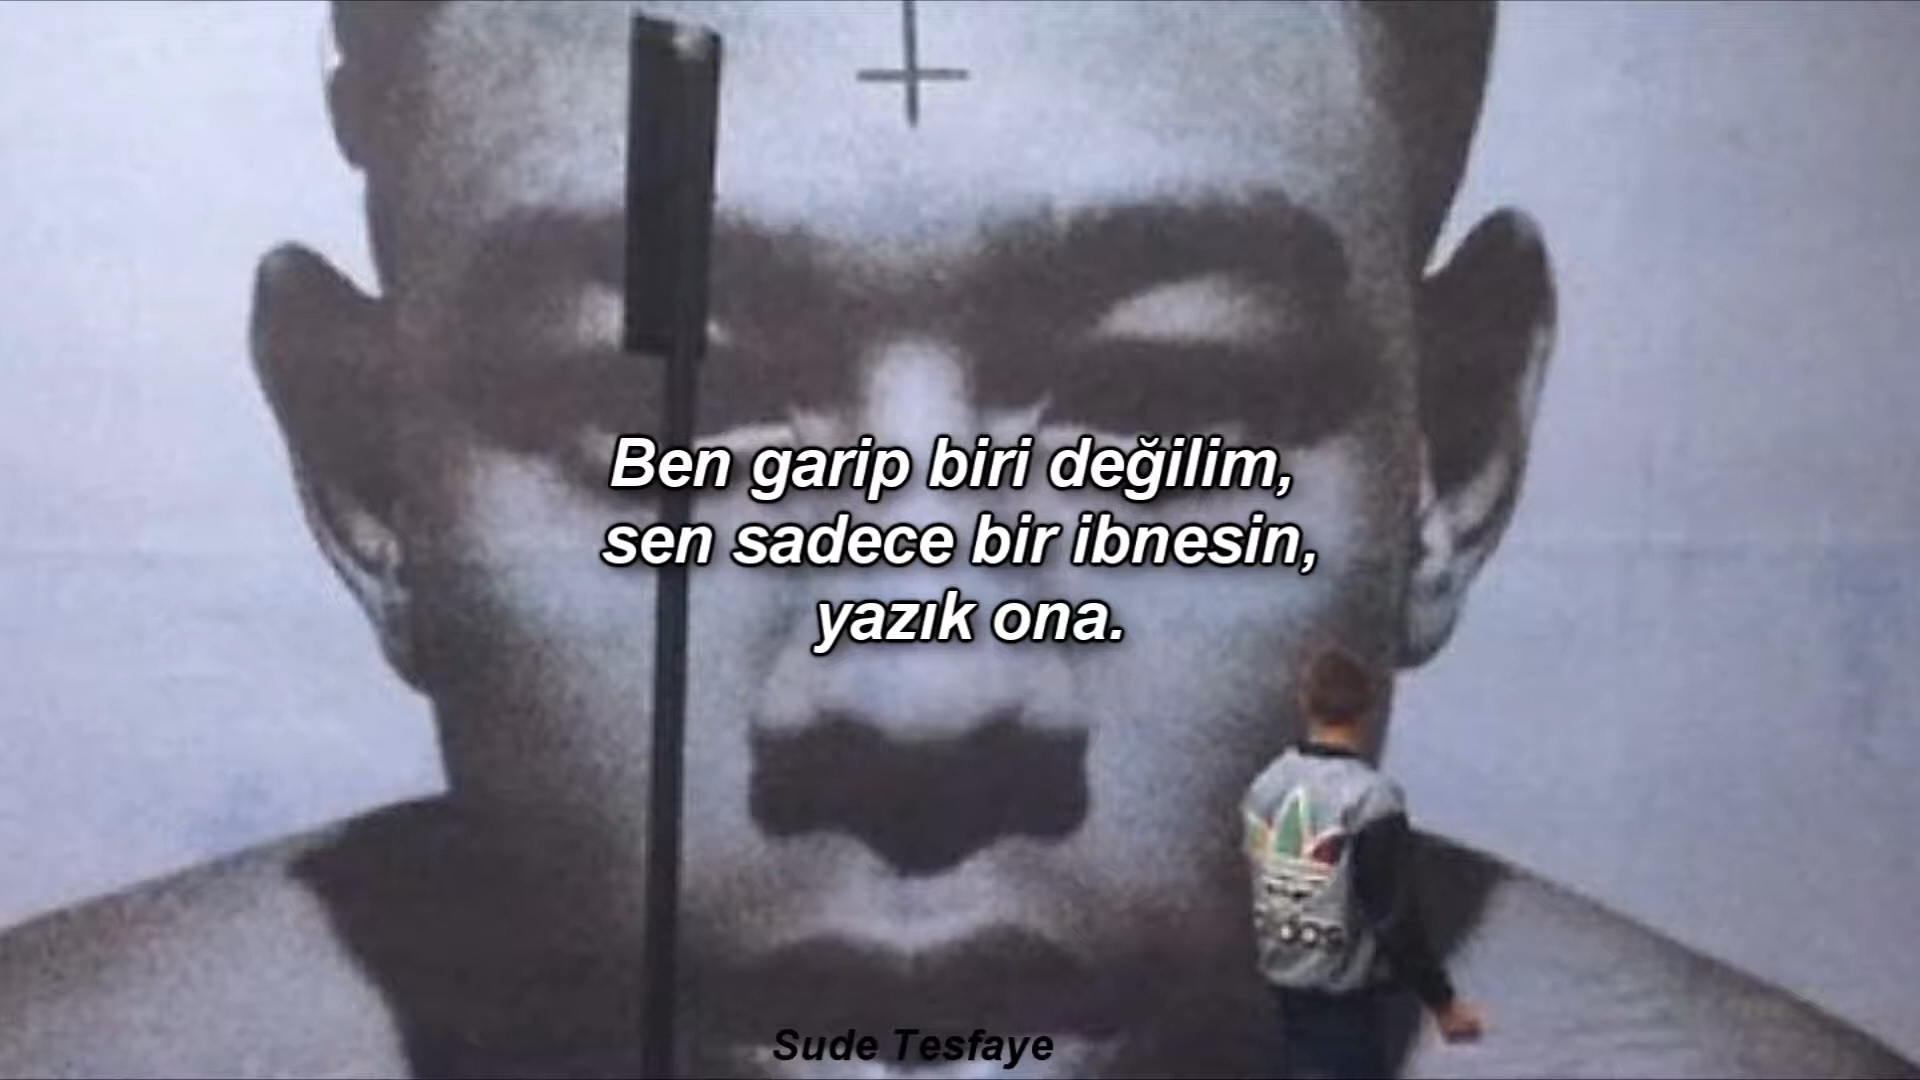 Ben garip biri değilim,
sen sadece bir ibnesin,
yazık ona.
Sude Tesfaye